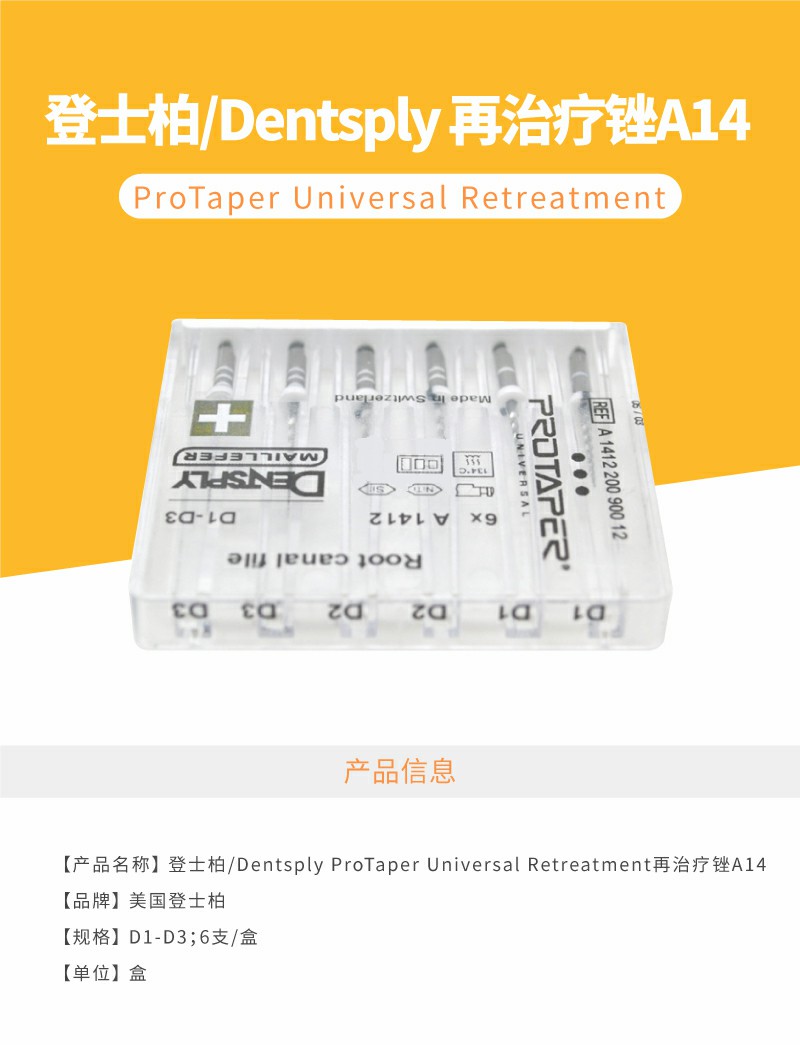 登士柏/Dentsply 再治疗锉A14
ProTaper Universal Retreatment
Made in Switzerland
MAILLEFER
DENSPLY
D1-D3
134°C
NiTi
6x A 1412
Root canal file
PROTAPER®
UNIVERSAL
REF A 1412 200 900 12
D3 D3 D2 D2 D1 D1
产品信息
【产品名称】登士柏/Dentsply ProTaper Universal Retreatment再治疗锉A14
【品牌】美国登士柏
【规格】D1-D3；6支/盒
【单位】盒